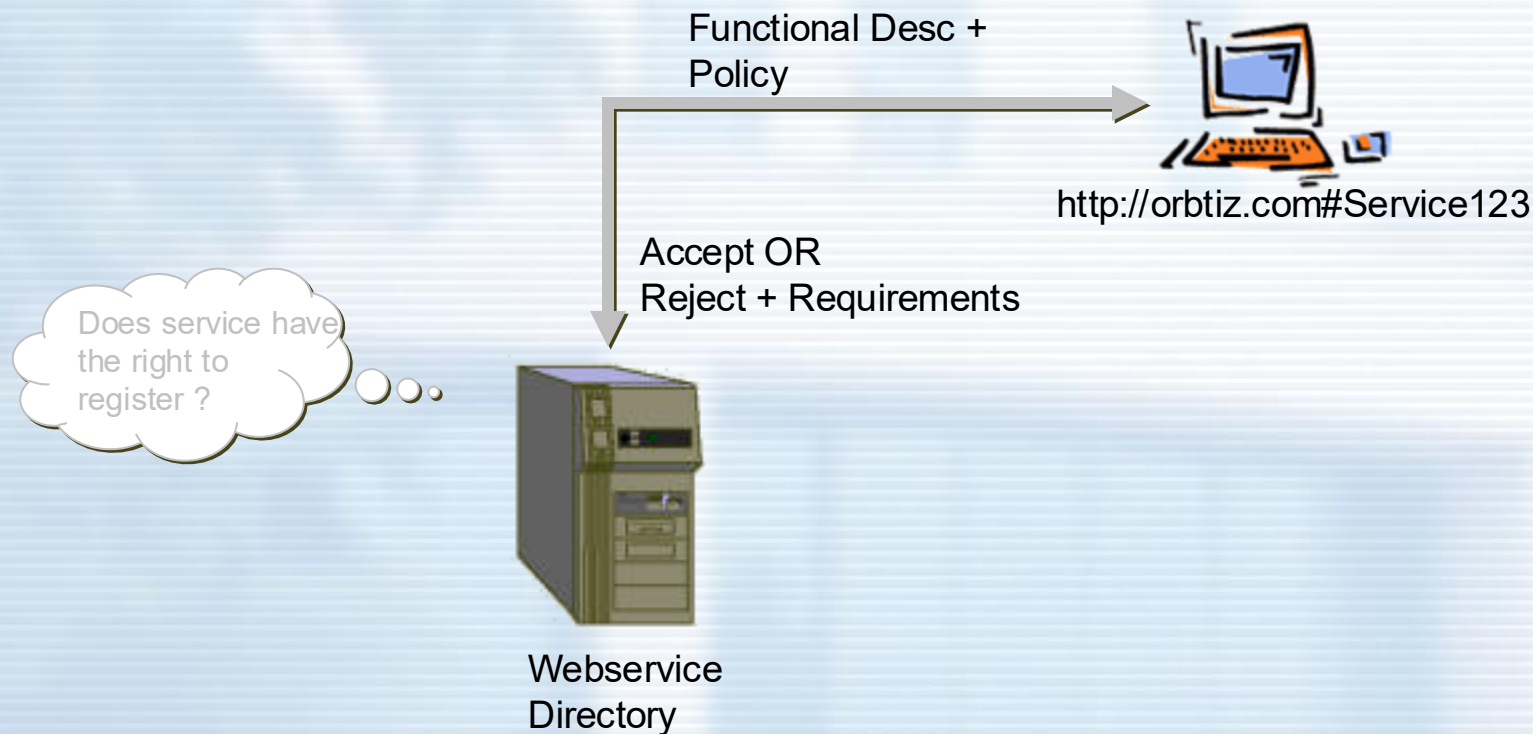 Functional Desc +
Policy
http://orbtiz.com#Service123
Accept OR
Reject + Requirements
Does service have
the right to
register ?
Webservice
Directory